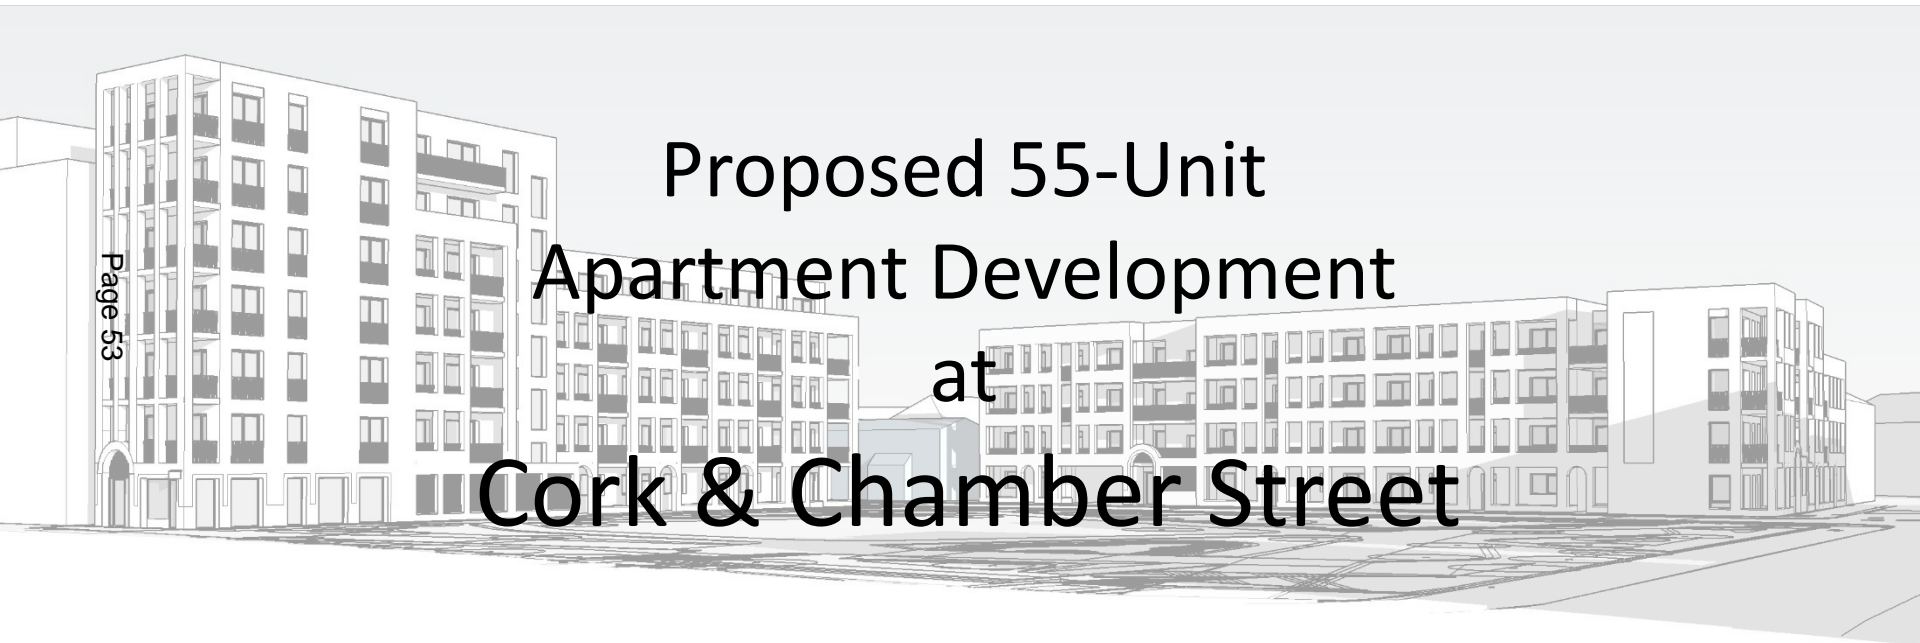 Proposed 55-Unit
Apartment Development
at
Cork & Chamber Street
Page 53